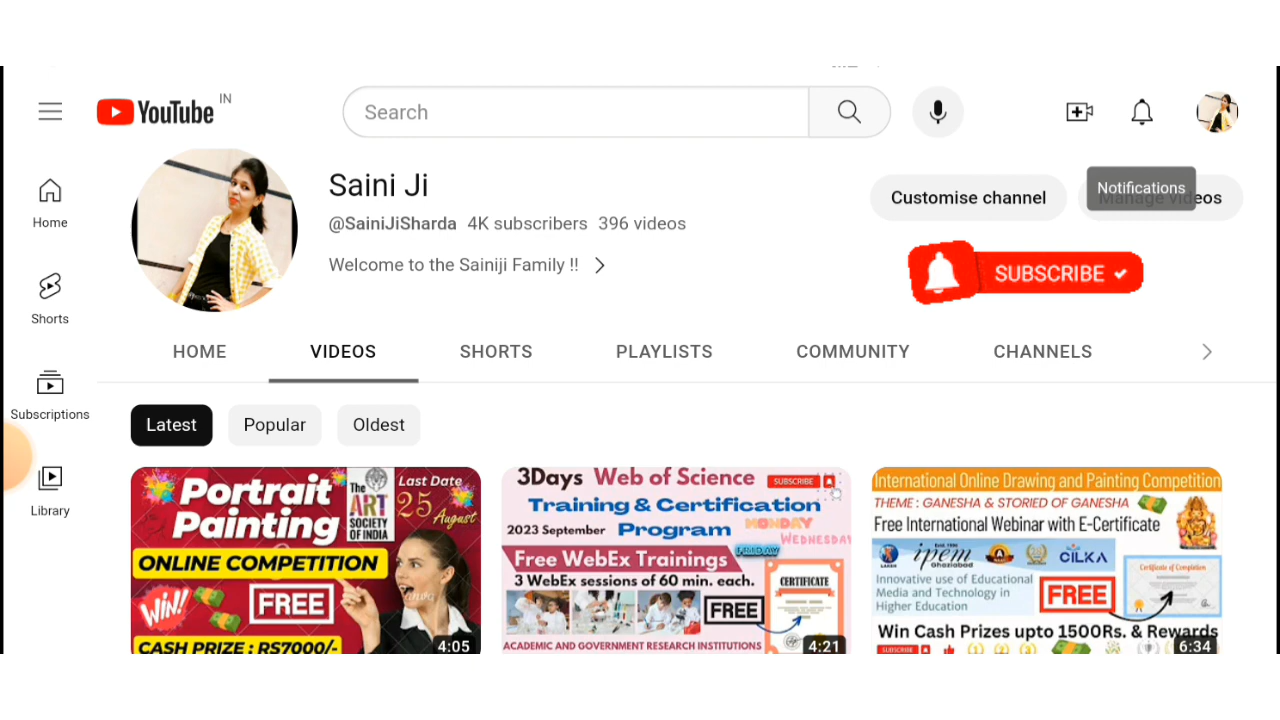 YouTube IN
Search
Saini Ji
@SainiJiSharda 4K subscribers 396 videos
Welcome to the Sainiji Family !!
Customise channel
Manage videos
Notifications
SUBSCRIBE
Home
Shorts
Subscriptions
Library
HOME VIDEOS SHORTS PLAYLISTS COMMUNITY CHANNELS
Latest Popular Oldest
Portrait
Painting
The
ART
SOCIETY
OF INDIA
Last Date
25
August
ONLINE COMPETITION
Win!
FREE
CASH PRIZE : RS7000/-
4:05
3Days Web of Science
SUBSCRIBE
Training & Certification
2023 September Program
MONDAY
WEDNESDAY
FRIDAY
Free WebEx Trainings
3 WebEx sessions of 60 min. each.
CERTIFICATE
FREE
ACADEMIC AND GOVERNMENT RESEARCH INSTITUTIONS
4:21
International Online Drawing and Painting Competition
THEME : GANESHA & STORIED OF GANESHA
Free International Webinar with E-Certificate
ipem
Ghaziabad
Innovative use of Educational
Media and Technology in
Higher Education
FREE
Certificate of Completion
Win Cash Prizes upto 1500Rs. & Rewards
SUBSCRIBE
6:34